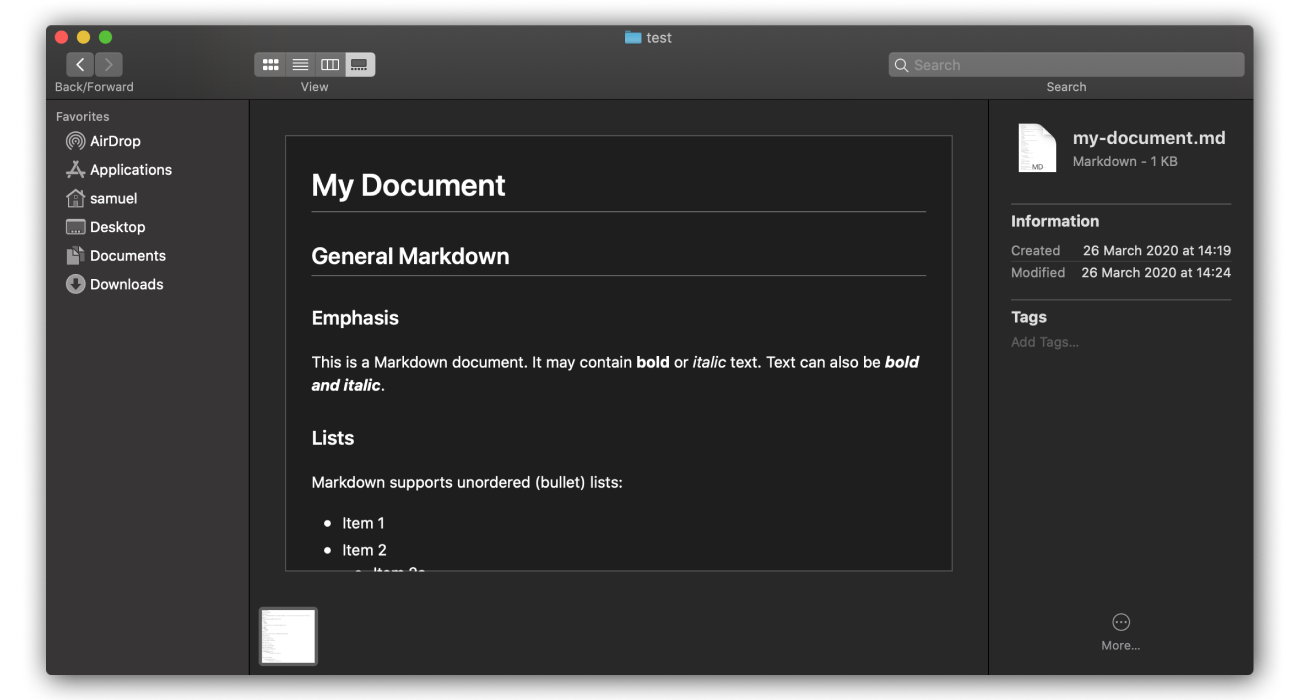 test
Back/Forward
View
Search
Search
Favorites
AirDrop
Applications
samuel
Desktop
Documents
Downloads
My Document
General Markdown
Emphasis
This is a Markdown document. It may contain bold or italic text. Text can also be bold
and italic.
Lists
Markdown supports unordered (bullet) lists:
Item 1
Item 2
MD
my-document.md
Markdown - 1 KB
Information
Created 26 March 2020 at 14:19
Modified 26 March 2020 at 14:24
Tags
Add Tags...
More...